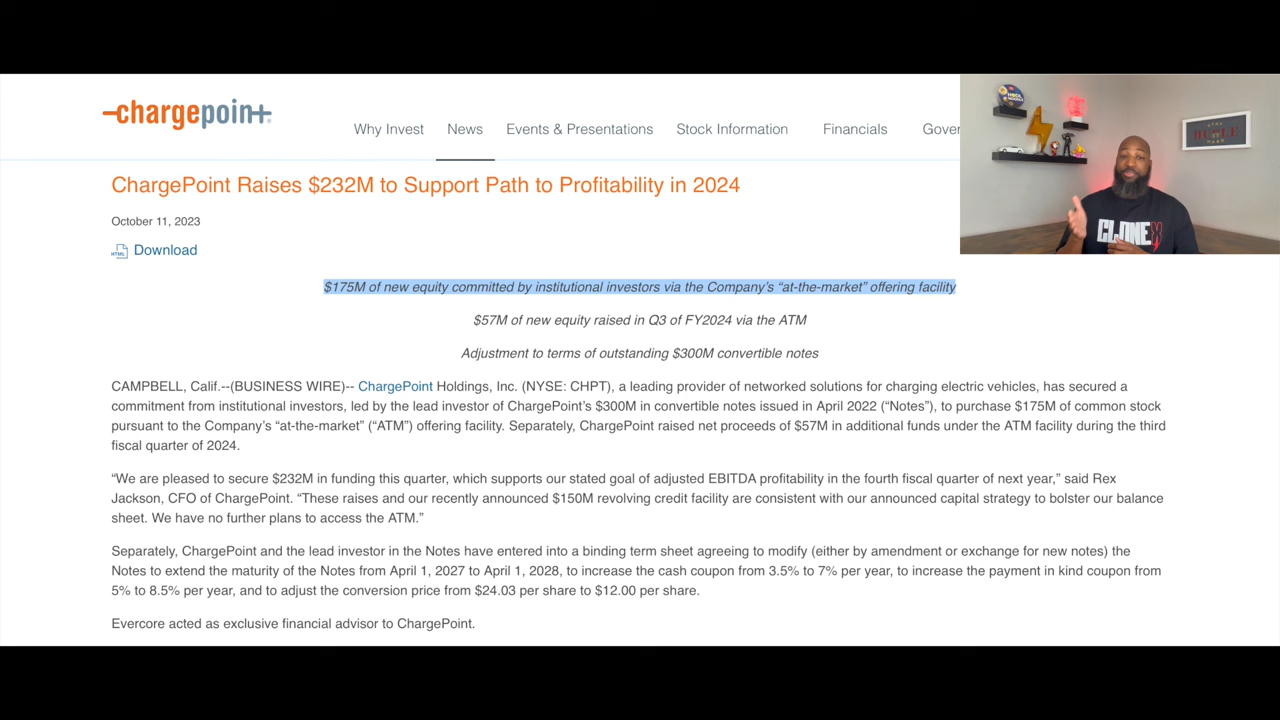 chargepoint
Why Invest News Events & Presentations Stock Information Financials Gover
ChargePoint Raises $232M to Support Path to Profitability in 2024
October 11, 2023
HTML Download
$175M of new equity committed by institutional investors via the Company's “at-the-market” offering facility
$57M of new equity raised in Q3 of FY2024 via the ATM
Adjustment to terms of outstanding $300M convertible notes
CAMPBELL, Calif.--(BUSINESS WIRE)-- ChargePoint Holdings, Inc. (NYSE: CHPT), a leading provider of networked solutions for charging electric vehicles, has secured a
commitment from institutional investors, led by the lead investor of ChargePoint's $300M in convertible notes issued in April 2022 (“Notes”), to purchase $175M of common stock
pursuant to the Company's “at-the-market” (“ATM”) offering facility. Separately, ChargePoint raised net proceeds of $57M in additional funds under the ATM facility during the third
fiscal quarter of 2024.
“We are pleased to secure $232M in funding this quarter, which supports our stated goal of adjusted EBITDA profitability in the fourth fiscal quarter of next year,” said Rex
Jackson, CFO of ChargePoint. “These raises and our recently announced $150M revolving credit facility are consistent with our announced capital strategy to bolster our balance
sheet. We have no further plans to access the ATM.”
Separately, ChargePoint and the lead investor in the Notes have entered into a binding term sheet agreeing to modify (either by amendment or exchange for new notes) the
Notes to extend the maturity of the Notes from April 1, 2027 to April 1, 2028, to increase the cash coupon from 3.5% to 7% per year, to increase the payment in kind coupon from
5% to 8.5% per year, and to adjust the conversion price from $24.03 per share to $12.00 per share.
Evercore acted as exclusive financial advisor to ChargePoint.
CLONEX